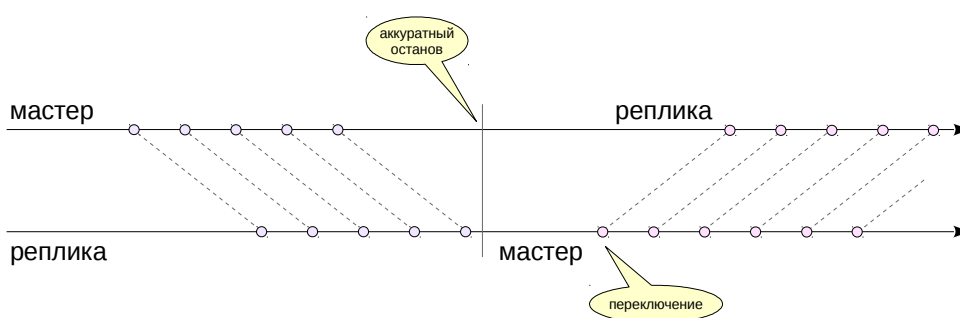 аккуратный
останов
мастер
реплика
реплика
мастер
переключение